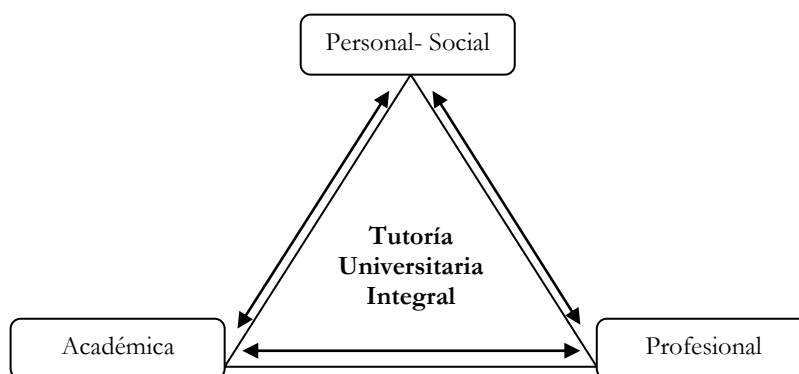 Personal- Social
Tutoría
Universitaria
Integral
Académica
Profesional